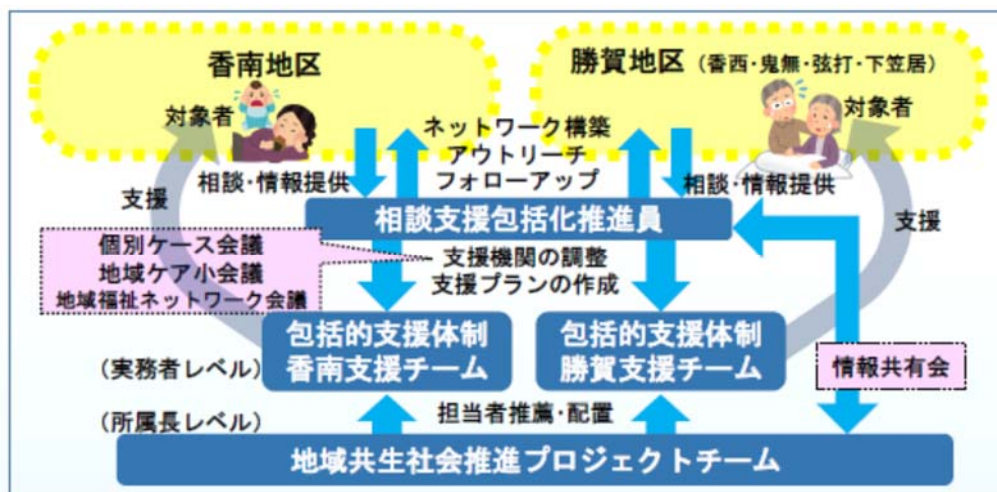 香南地区
勝賀地区(香西・鬼無・弦打・下笠居)
対象者
対象者
ネットワーク構築
アウトリーチ
フォローアップ
相談・情報提供
相談・情報提供
支援
支援
相談支援包括化推進員
個別ケース会議
地域ケア小会議
地域福祉ネットワーク会議
支援機関の調整
支援プランの作成
包括的支援体制
香南支援チーム
包括的支援体制
勝賀支援チーム
(実務者レベル)
情報共有会
(所属長レベル)
担当者推薦・配置
地域共生社会推進プロジェクトチーム